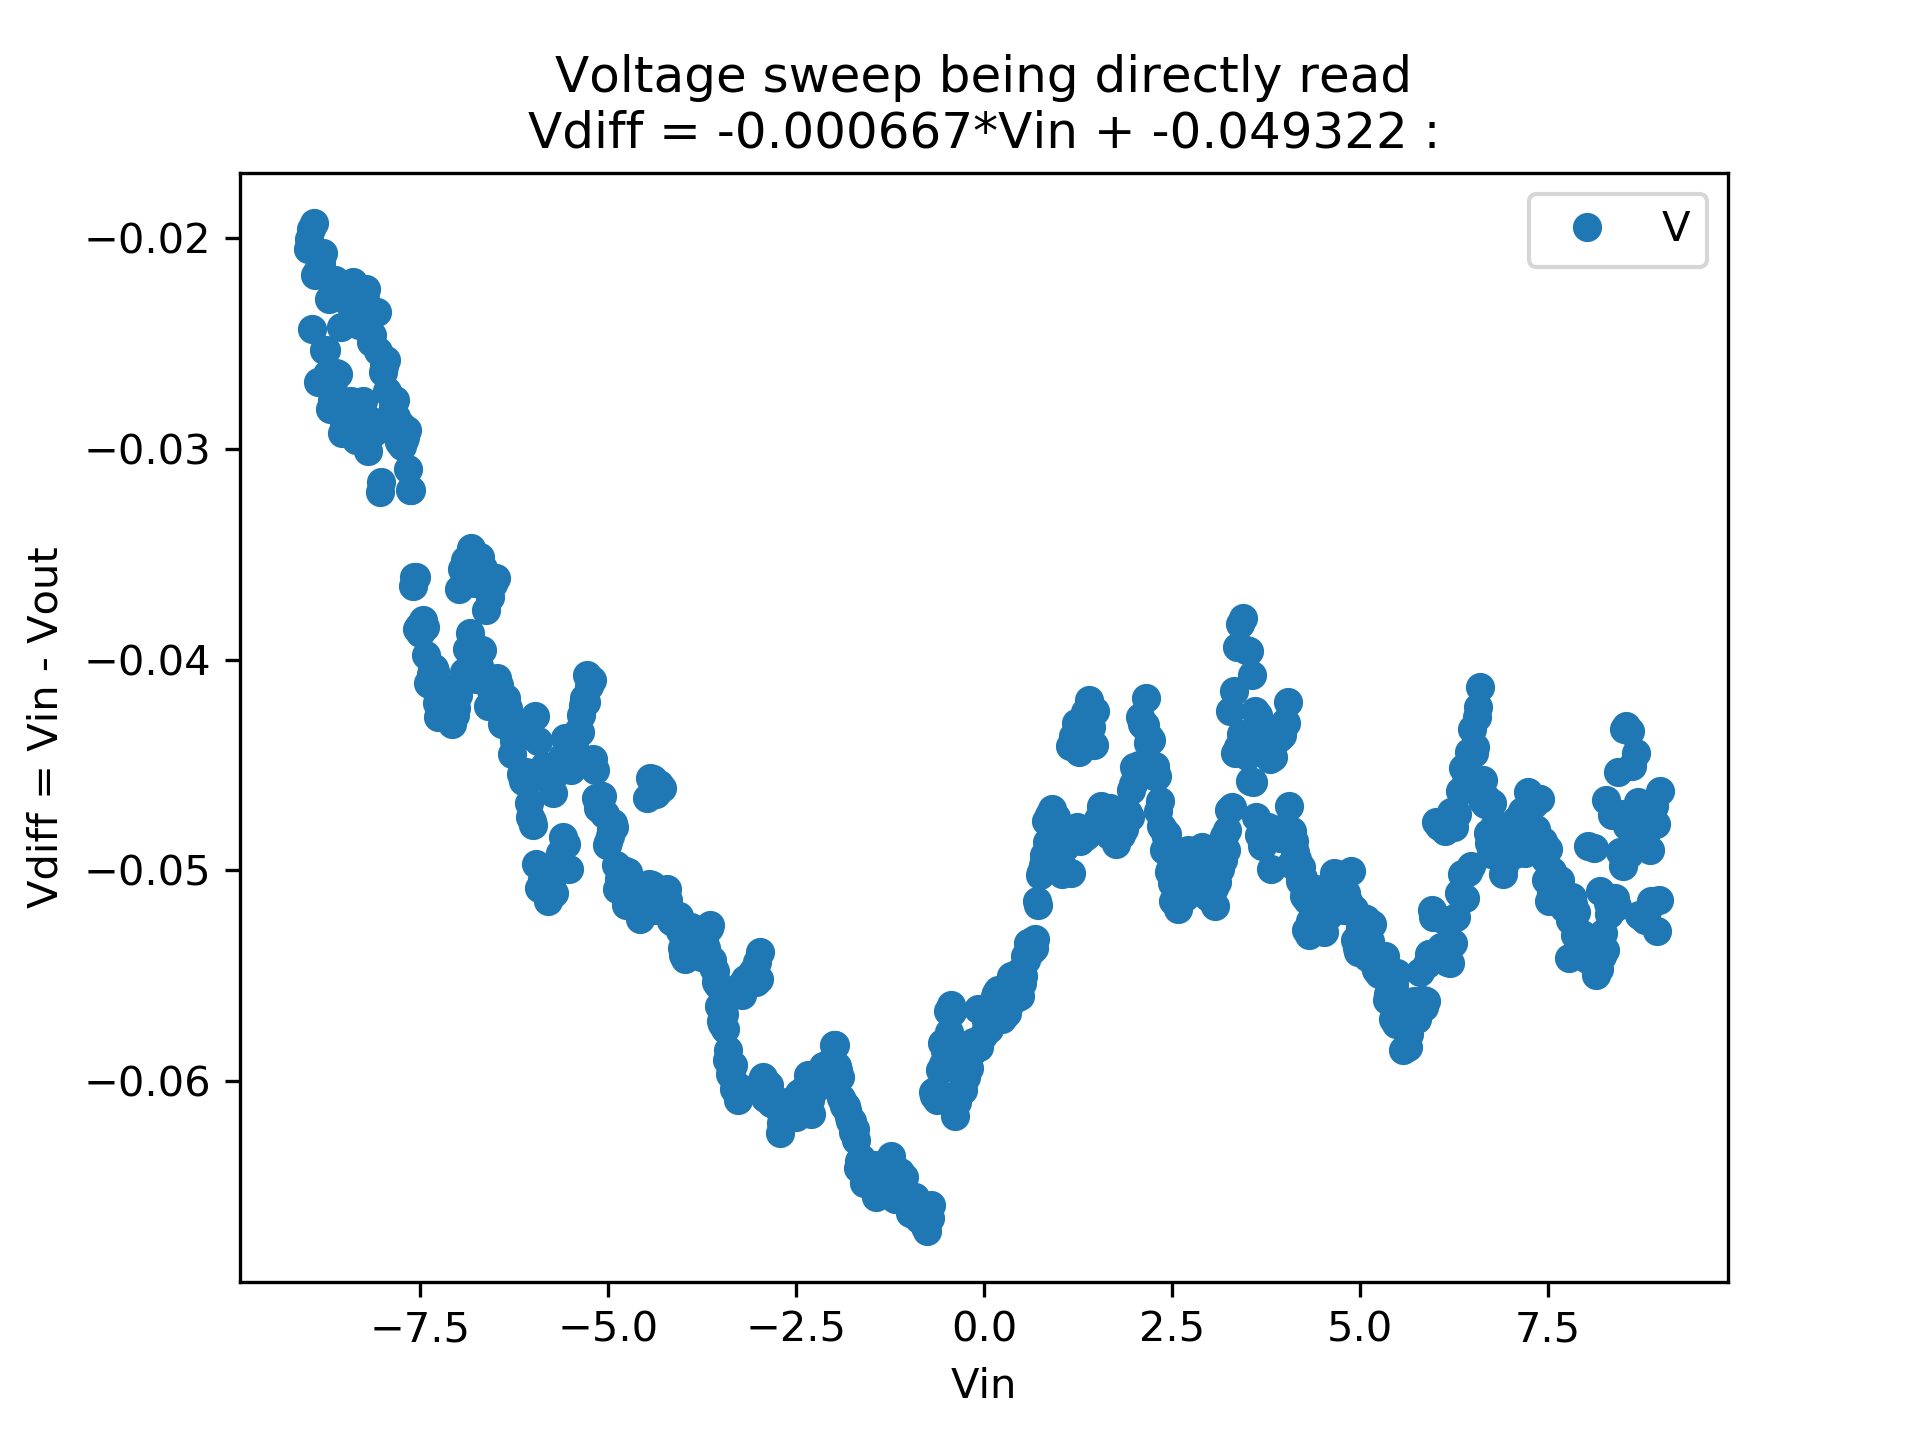 Voltage sweep being directly read
Vdiff = -0.000667*Vin + -0.049322 :
V
−0.02
−0.03
−0.04
−0.05
−0.06
Vdiff = Vin - Vout
−7.5
−5.0
−2.5
0.0
2.5
5.0
7.5
Vin